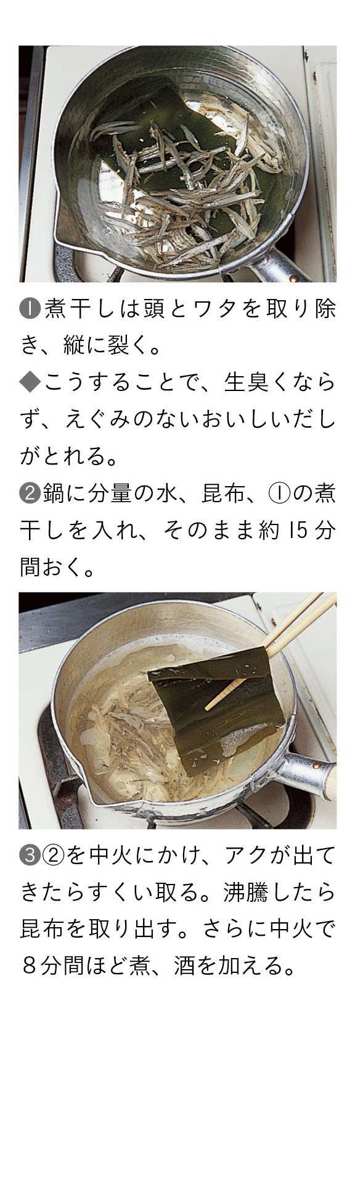 ❶煮干しは頭とワタを取り除
き、縦に裂く。
◆こうすることで、生臭くなら
ず、えぐみのないおいしいだし
がとれる。
❷鍋に分量の水、昆布、①の煮
干しを入れ、そのまま約15分
間おく。
❸②を中火にかけ、アクが出て
きたらすくい取る。沸騰したら
昆布を取り出す。さらに中火で
８分間ほど煮、酒を加える。